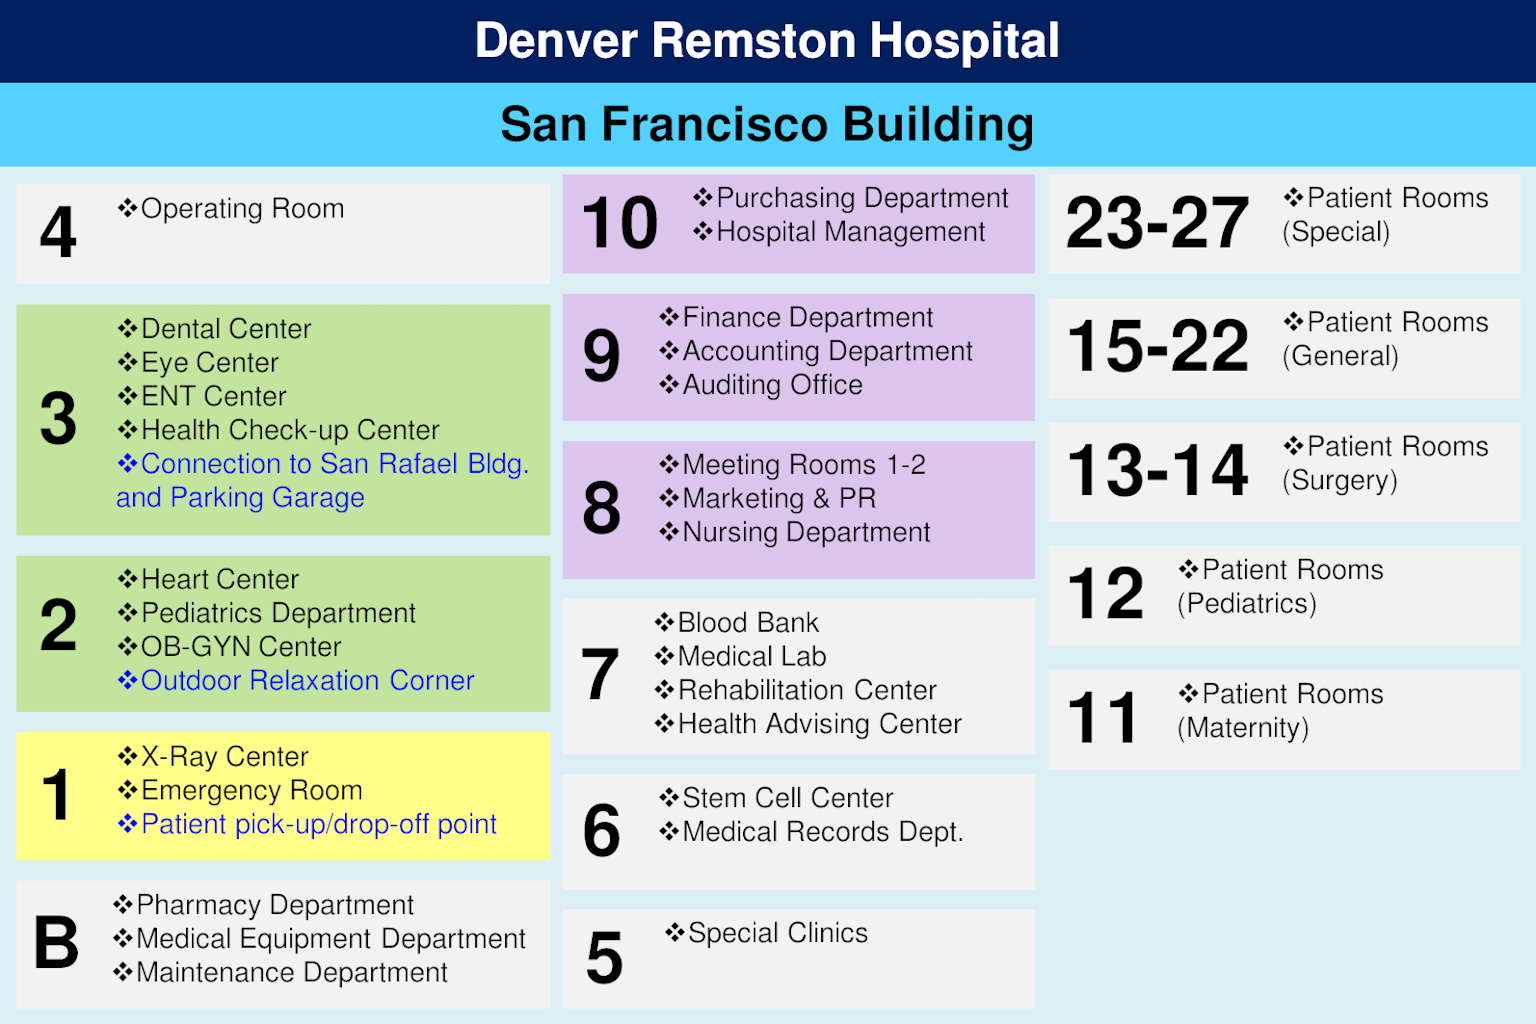 Denver Remston Hospital
San Francisco Building
4
❖Operating Room
3
❖Dental Center
❖Eye Center
❖ENT Center
❖Health Check-up Center
❖Connection to San Rafael Bldg.
and Parking Garage
2
❖Heart Center
❖Pediatrics Department
❖OB-GYN Center
❖Outdoor Relaxation Corner
1
❖X-Ray Center
❖Emergency Room
❖Patient pick-up/drop-off point
B
❖Pharmacy Department
❖Medical Equipment Department
❖Maintenance Department
10
❖Purchasing Department
❖Hospital Management
9
❖Finance Department
❖Accounting Department
❖Auditing Office
8
❖Meeting Rooms 1-2
❖Marketing & PR
❖Nursing Department
7
❖Blood Bank
❖Medical Lab
❖Rehabilitation Center
❖Health Advising Center
6
❖Stem Cell Center
❖Medical Records Dept.
5
❖Special Clinics
23-27
❖Patient Rooms
(Special)
15-22
❖Patient Rooms
(General)
13-14
❖Patient Rooms
(Surgery)
12
❖Patient Rooms
(Pediatrics)
11
❖Patient Rooms
(Maternity)